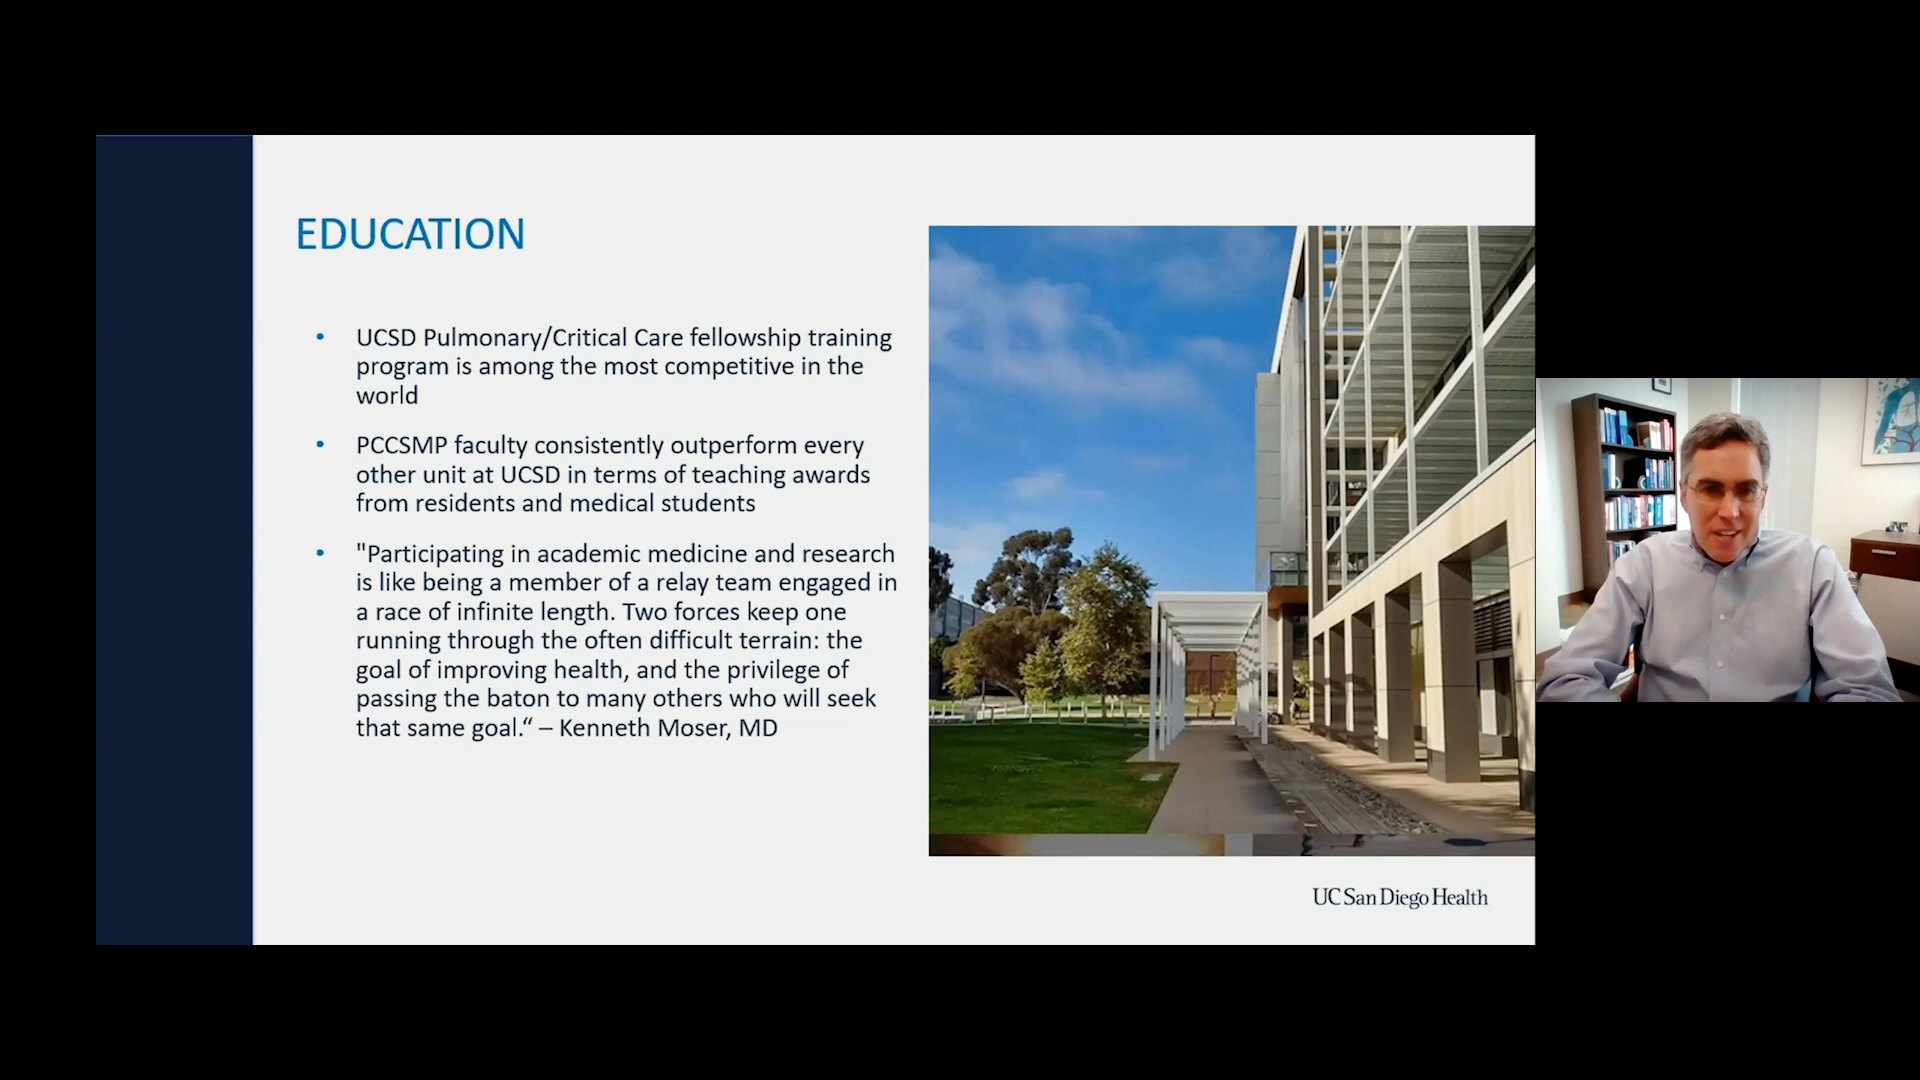 EDUCATION
• UCSD Pulmonary/Critical Care fellowship training
program is among the most competitive in the
world
• PCCSMP faculty consistently outperform every
other unit at UCSD in terms of teaching awards
from residents and medical students
• "Participating in academic medicine and research
is like being a member of a relay team engaged in
a race of infinite length. Two forces keep one
running through the often difficult terrain: the
goal of improving health, and the privilege of
passing the baton to many others who will seek
that same goal.“ – Kenneth Moser, MD
UC San Diego Health